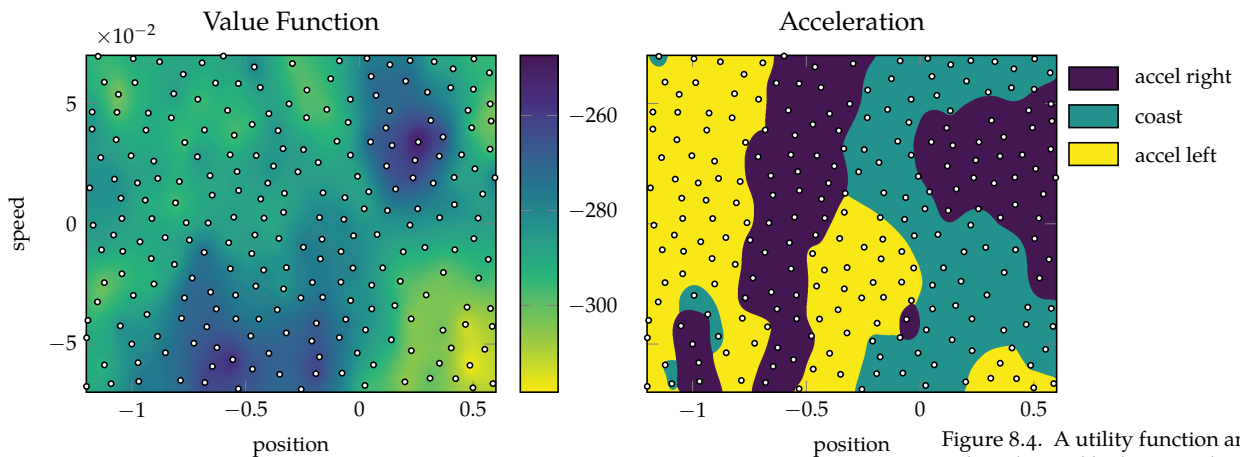 Value Function
×10⁻²
5
0
−5
speed
−1
−0.5
0
0.5
position
−260
−280
−300
Acceleration
−1
−0.5
0
0.5
position
accel right
coast
accel left
Figure 8.4. A utility function